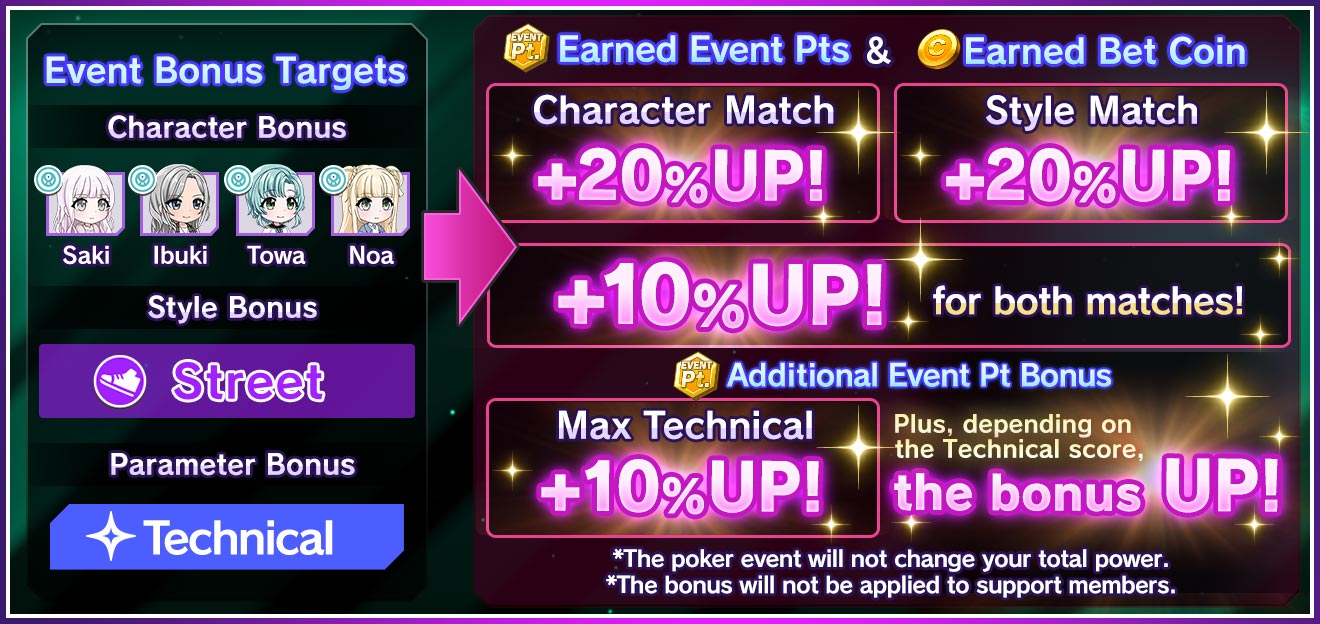 Event Bonus Targets
Character Bonus
Saki Ibuki Towa Noa
Style Bonus
Street
Parameter Bonus
Technical
EVENT Pt. Earned Event Pts & C Earned Bet Coin
Character Match
+20%UP!
Style Match
+20%UP!
+10%UP! for both matches!
EVENT Pt. Additional Event Pt Bonus
Max Technical
+10%UP!
Plus, depending on
the Technical score,
the bonus UP!
*The poker event will not change your total power.
*The bonus will not be applied to support members.